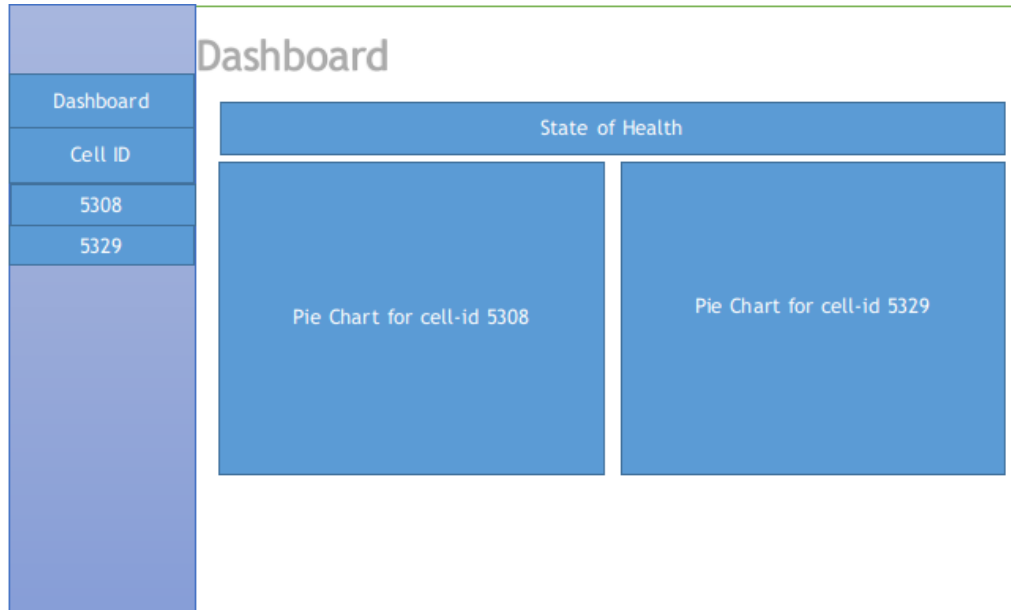 Dashboard
Dashboard
Cell ID
5308
5329
State of Health
Pie Chart for cell-id 5308
Pie Chart for cell-id 5329